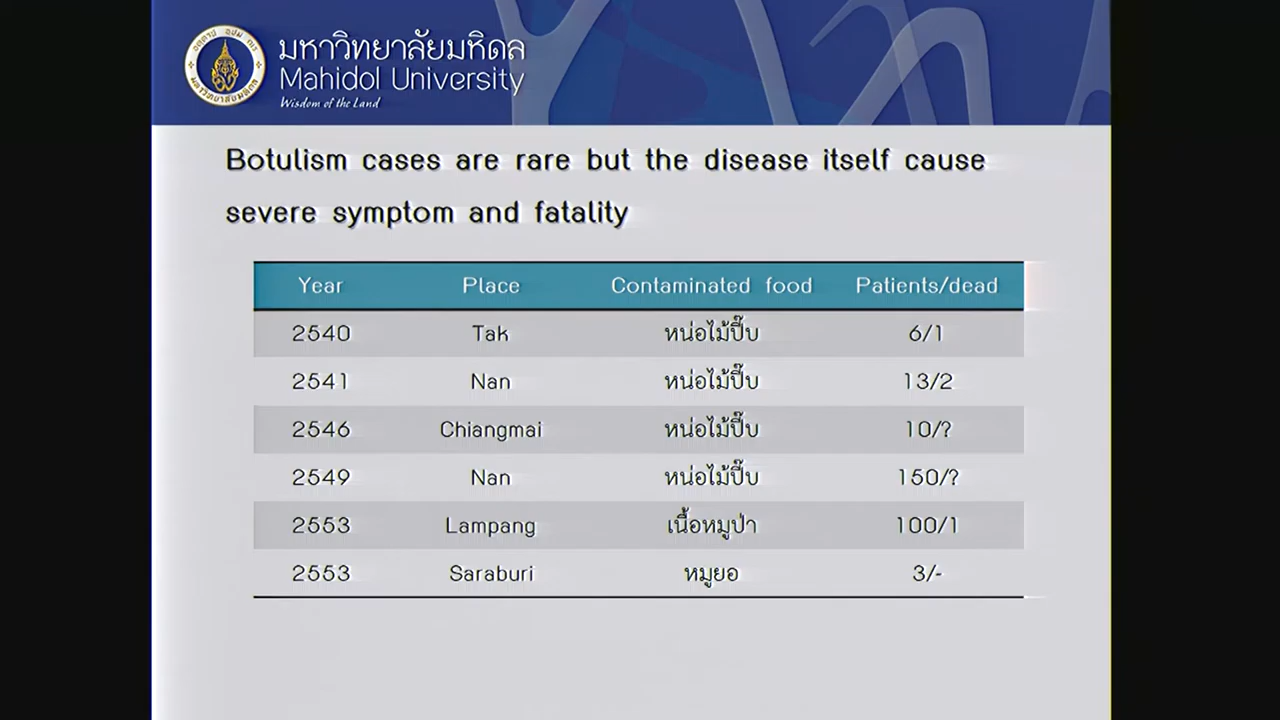 มหาวิทยาลัยมหิดล
Mahidol University
Wisdom of the Land
Botulism cases are rare but the disease itself cause
severe symptom and fatality
Year Place Contaminated food Patients/dead
2540 Tak หน่อไม้ปี๊บ 6/1
2541 Nan หน่อไม้ปี๊บ 13/2
2546 Chiangmai หน่อไม้ปี๊บ 10/?
2549 Nan หน่อไม้ปี๊บ 150/?
2553 Lampang เนื้อหมูป่า 100/1
2553 Saraburi หมูยอ 3/-